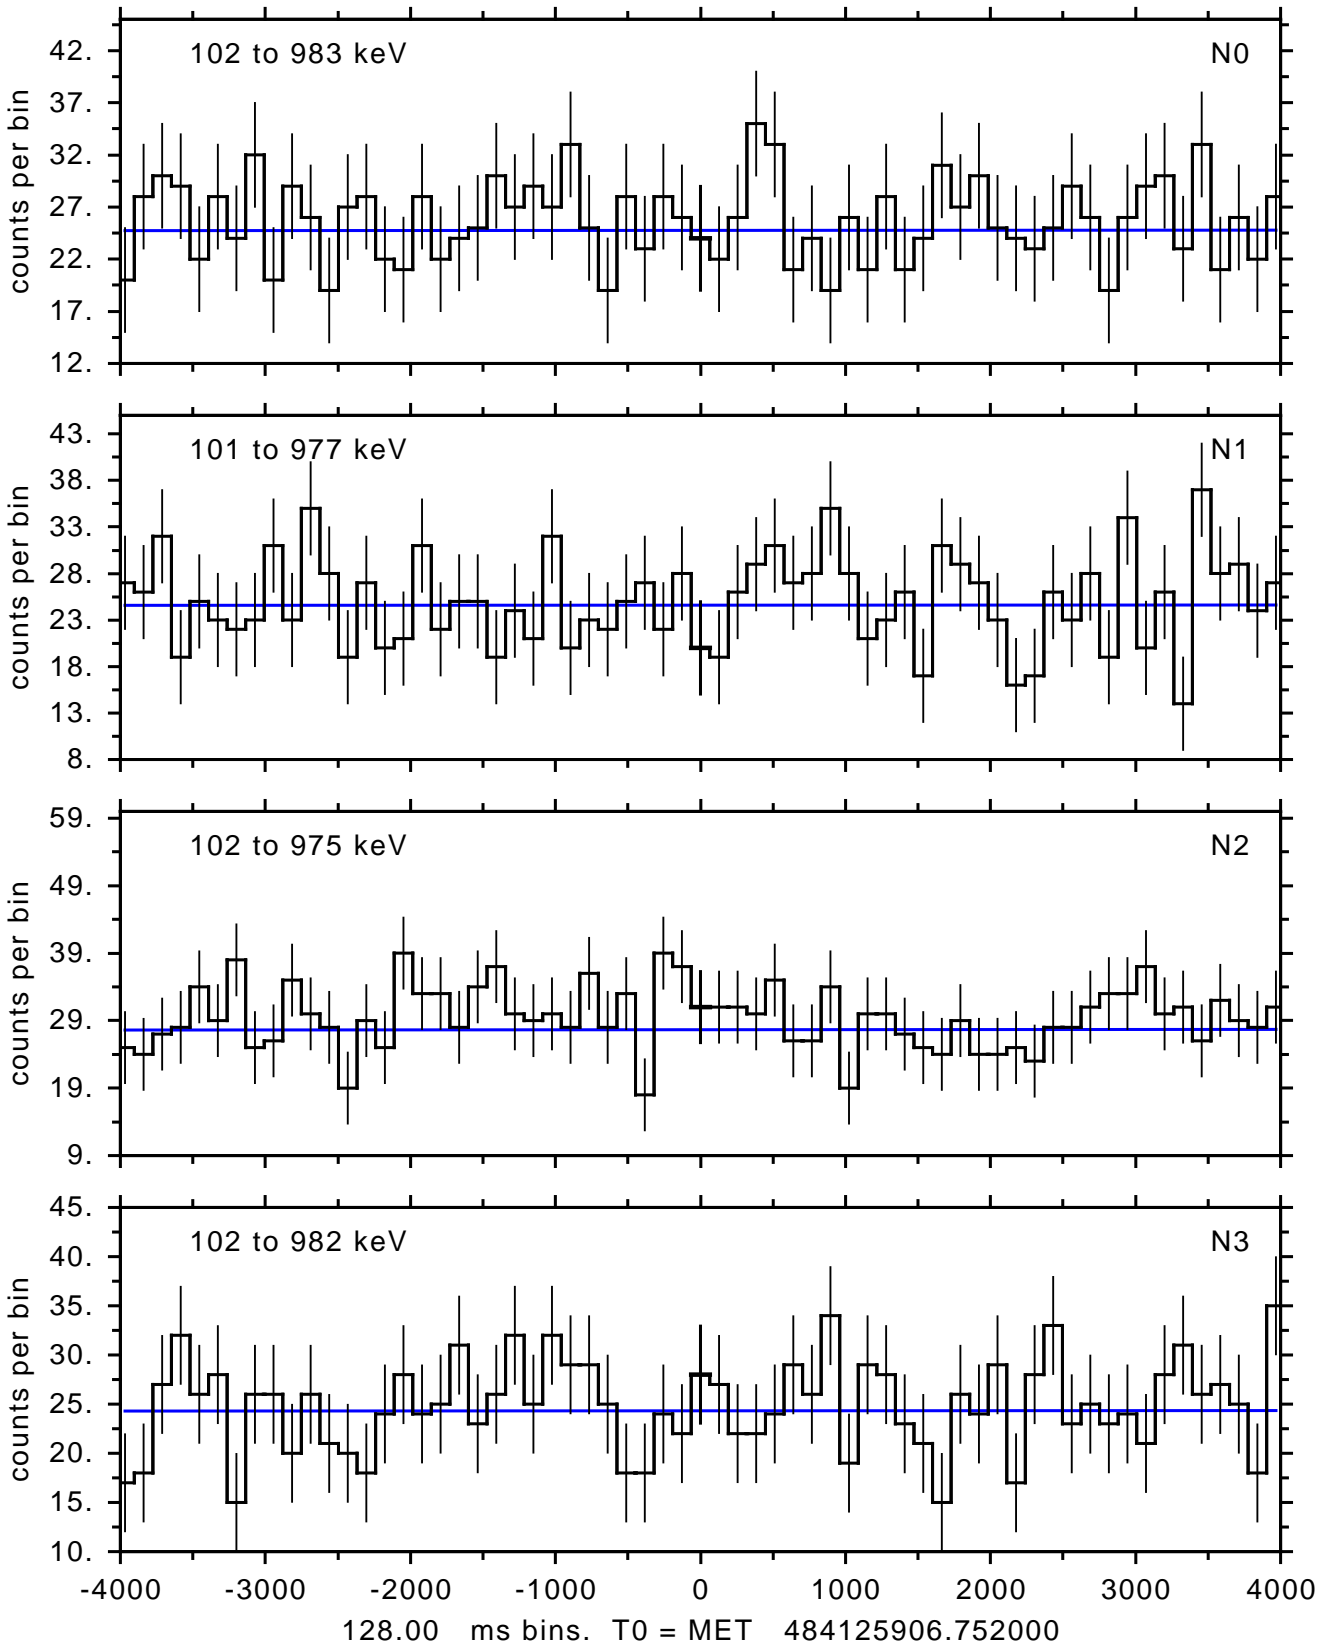 102 to 983 keV N0
42.
37.
32.
27.
22.
17.
12.
counts per bin
101 to 977 keV N1
43.
38.
33.
28.
23.
18.
13.
8.
counts per bin
102 to 975 keV N2
59.
49.
39.
29.
19.
9.
counts per bin
102 to 982 keV N3
45.
40.
35.
30.
25.
20.
15.
10.
counts per bin
-4000 -3000 -2000 -1000 0 1000 2000 3000 4000
128.00 ms bins. T0 = MET 484125906.752000